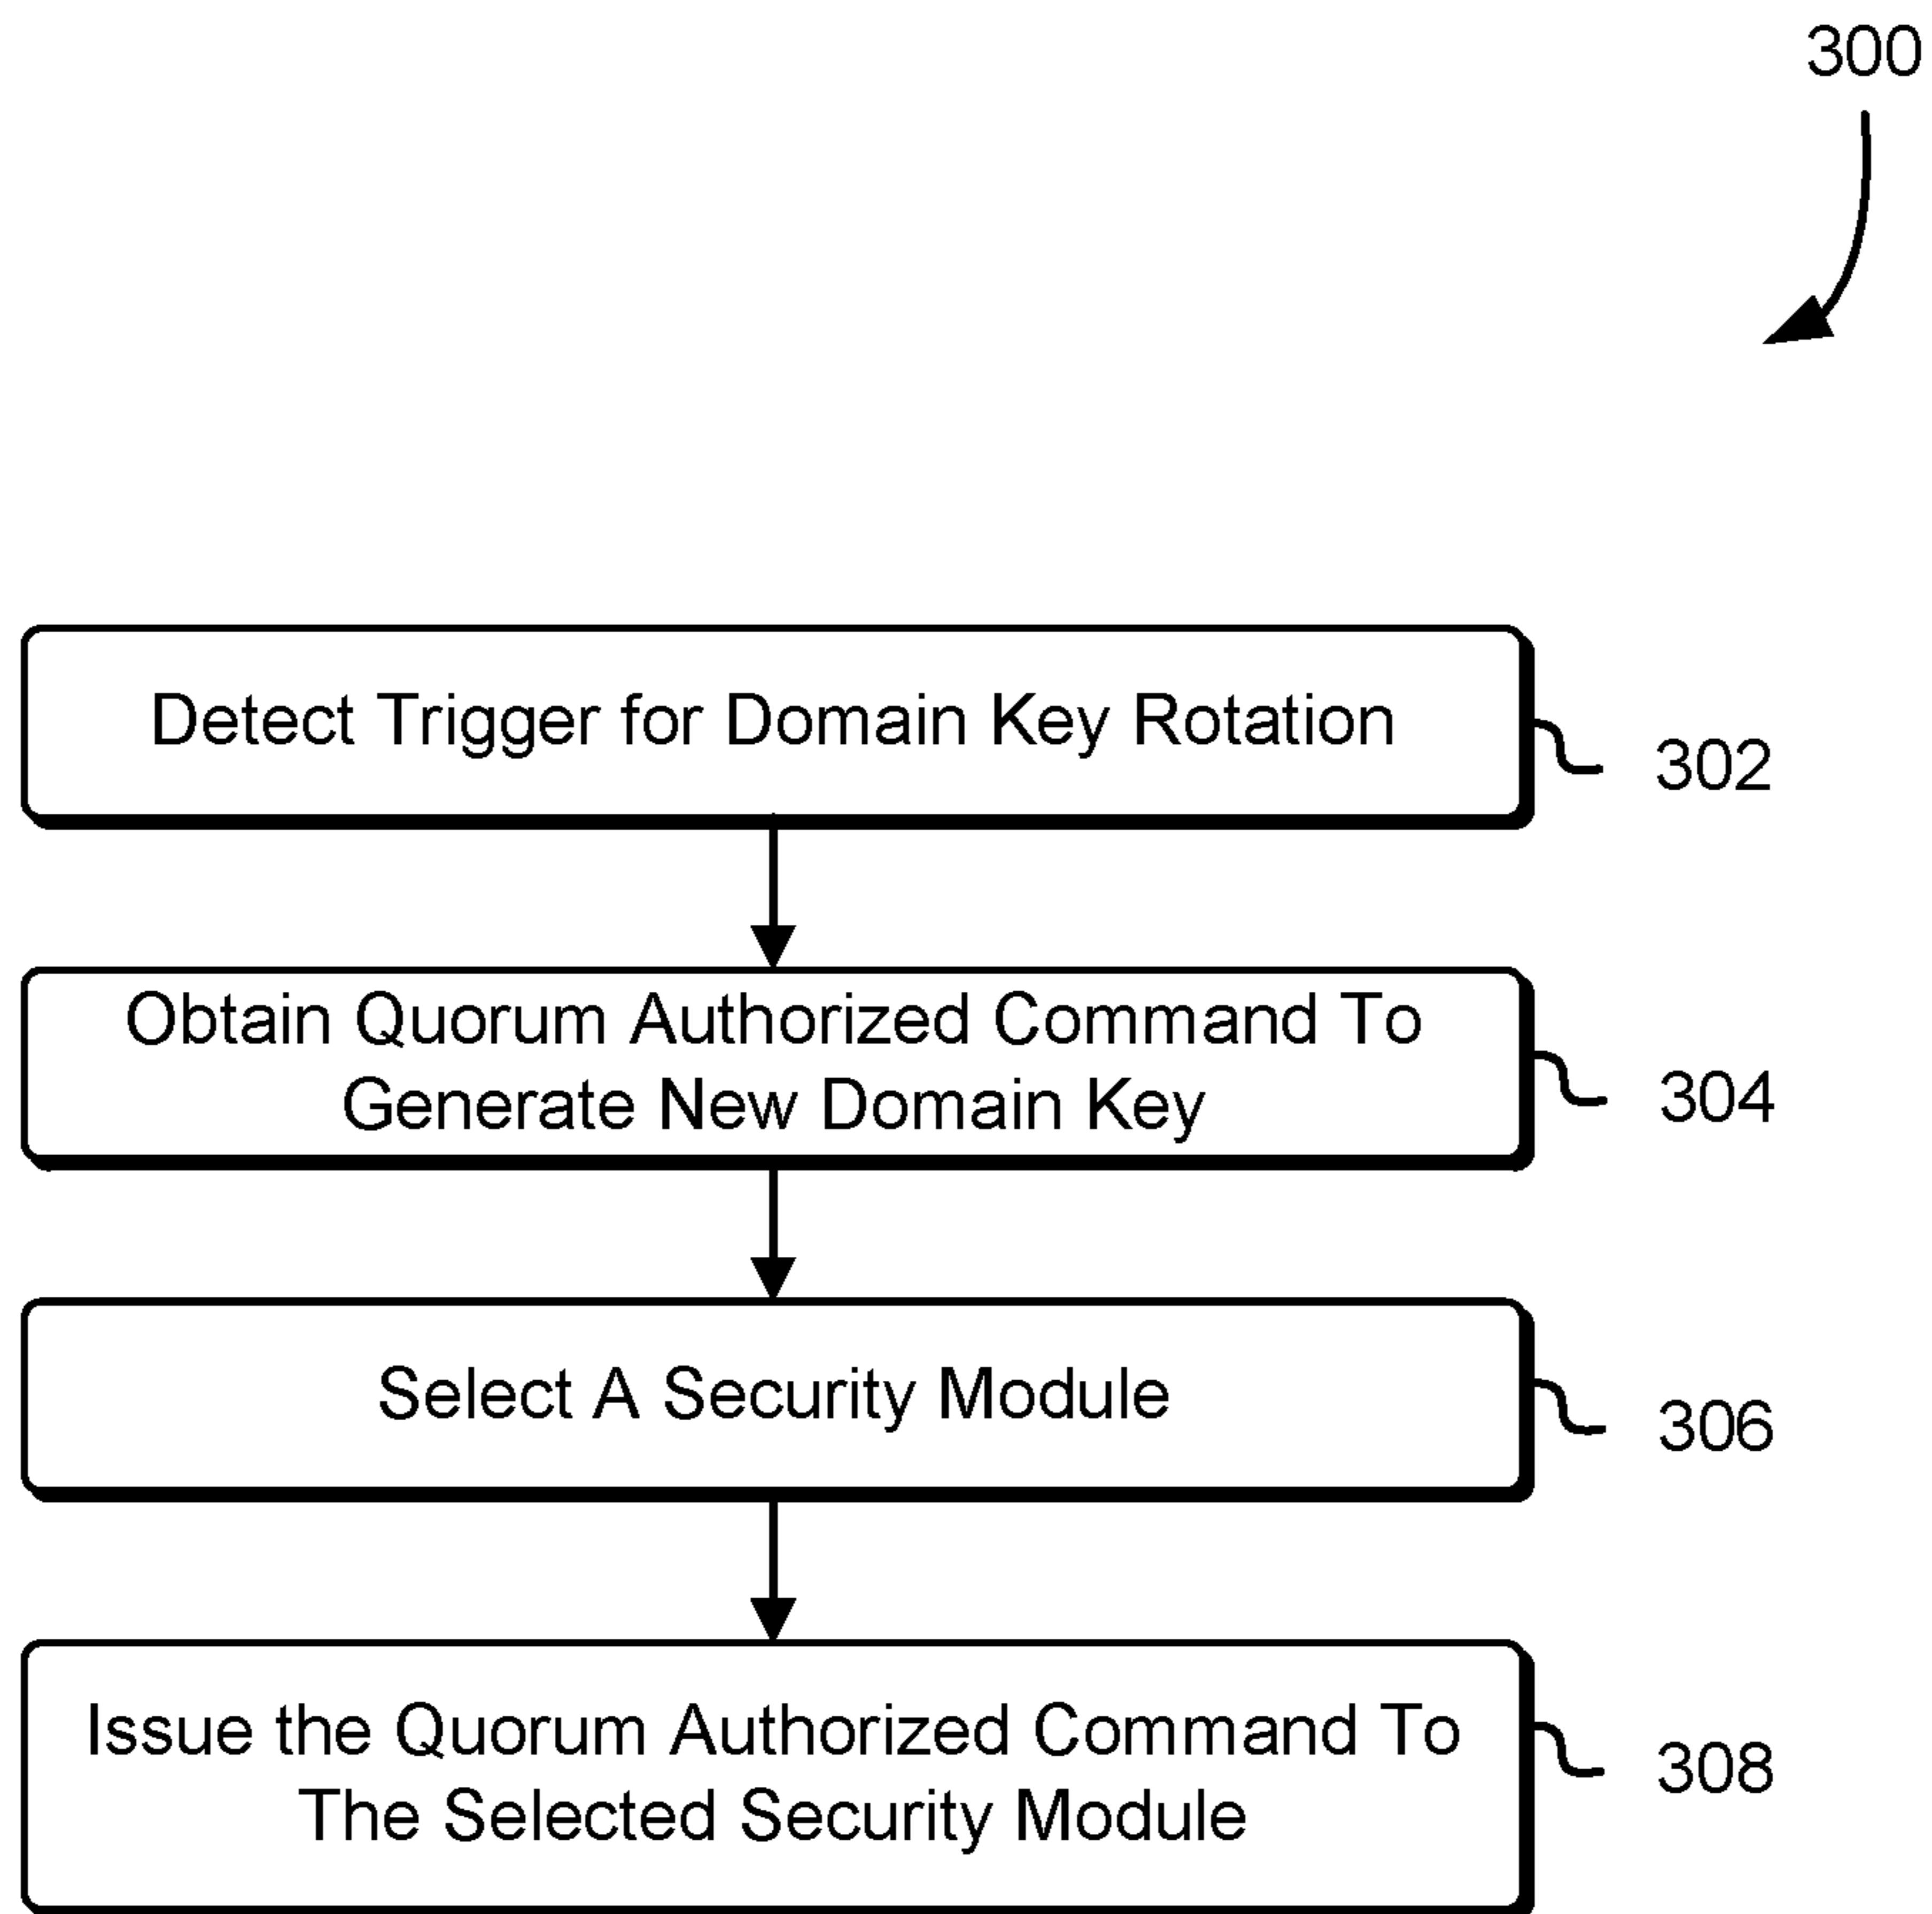 300
Detect Trigger for Domain Key Rotation
302
Obtain Quorum Authorized Command To
Generate New Domain Key
304
Select A Security Module
306
Issue the Quorum Authorized Command To
The Selected Security Module
308